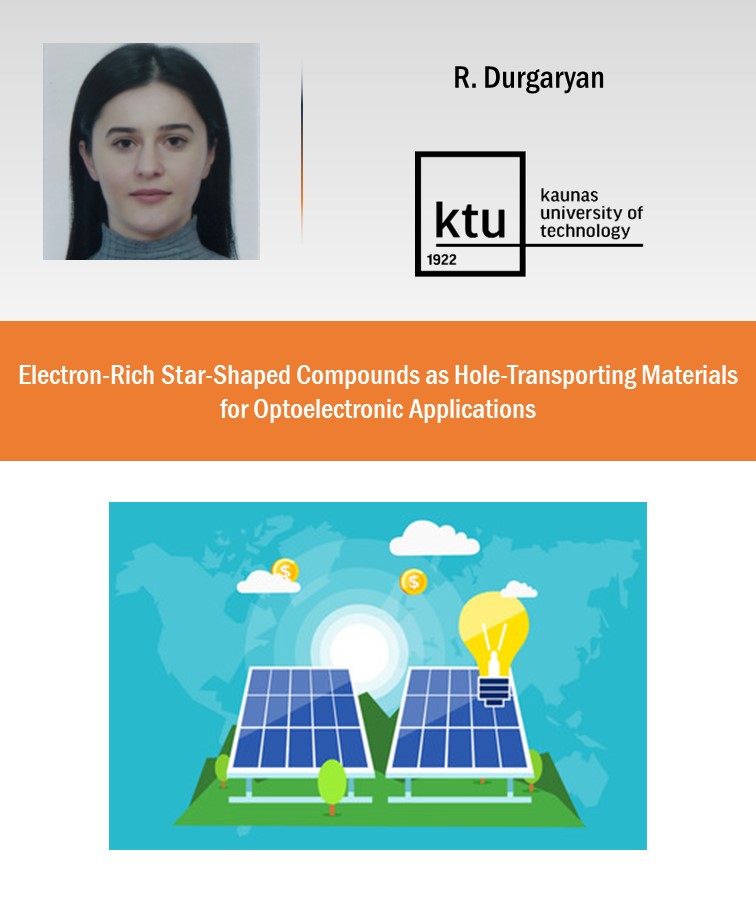 R. Durgaryan
ktu
1922
kaunas
university of
technology
Electron-Rich Star-Shaped Compounds as Hole-Transporting Materials
for Optoelectronic Applications
$
$